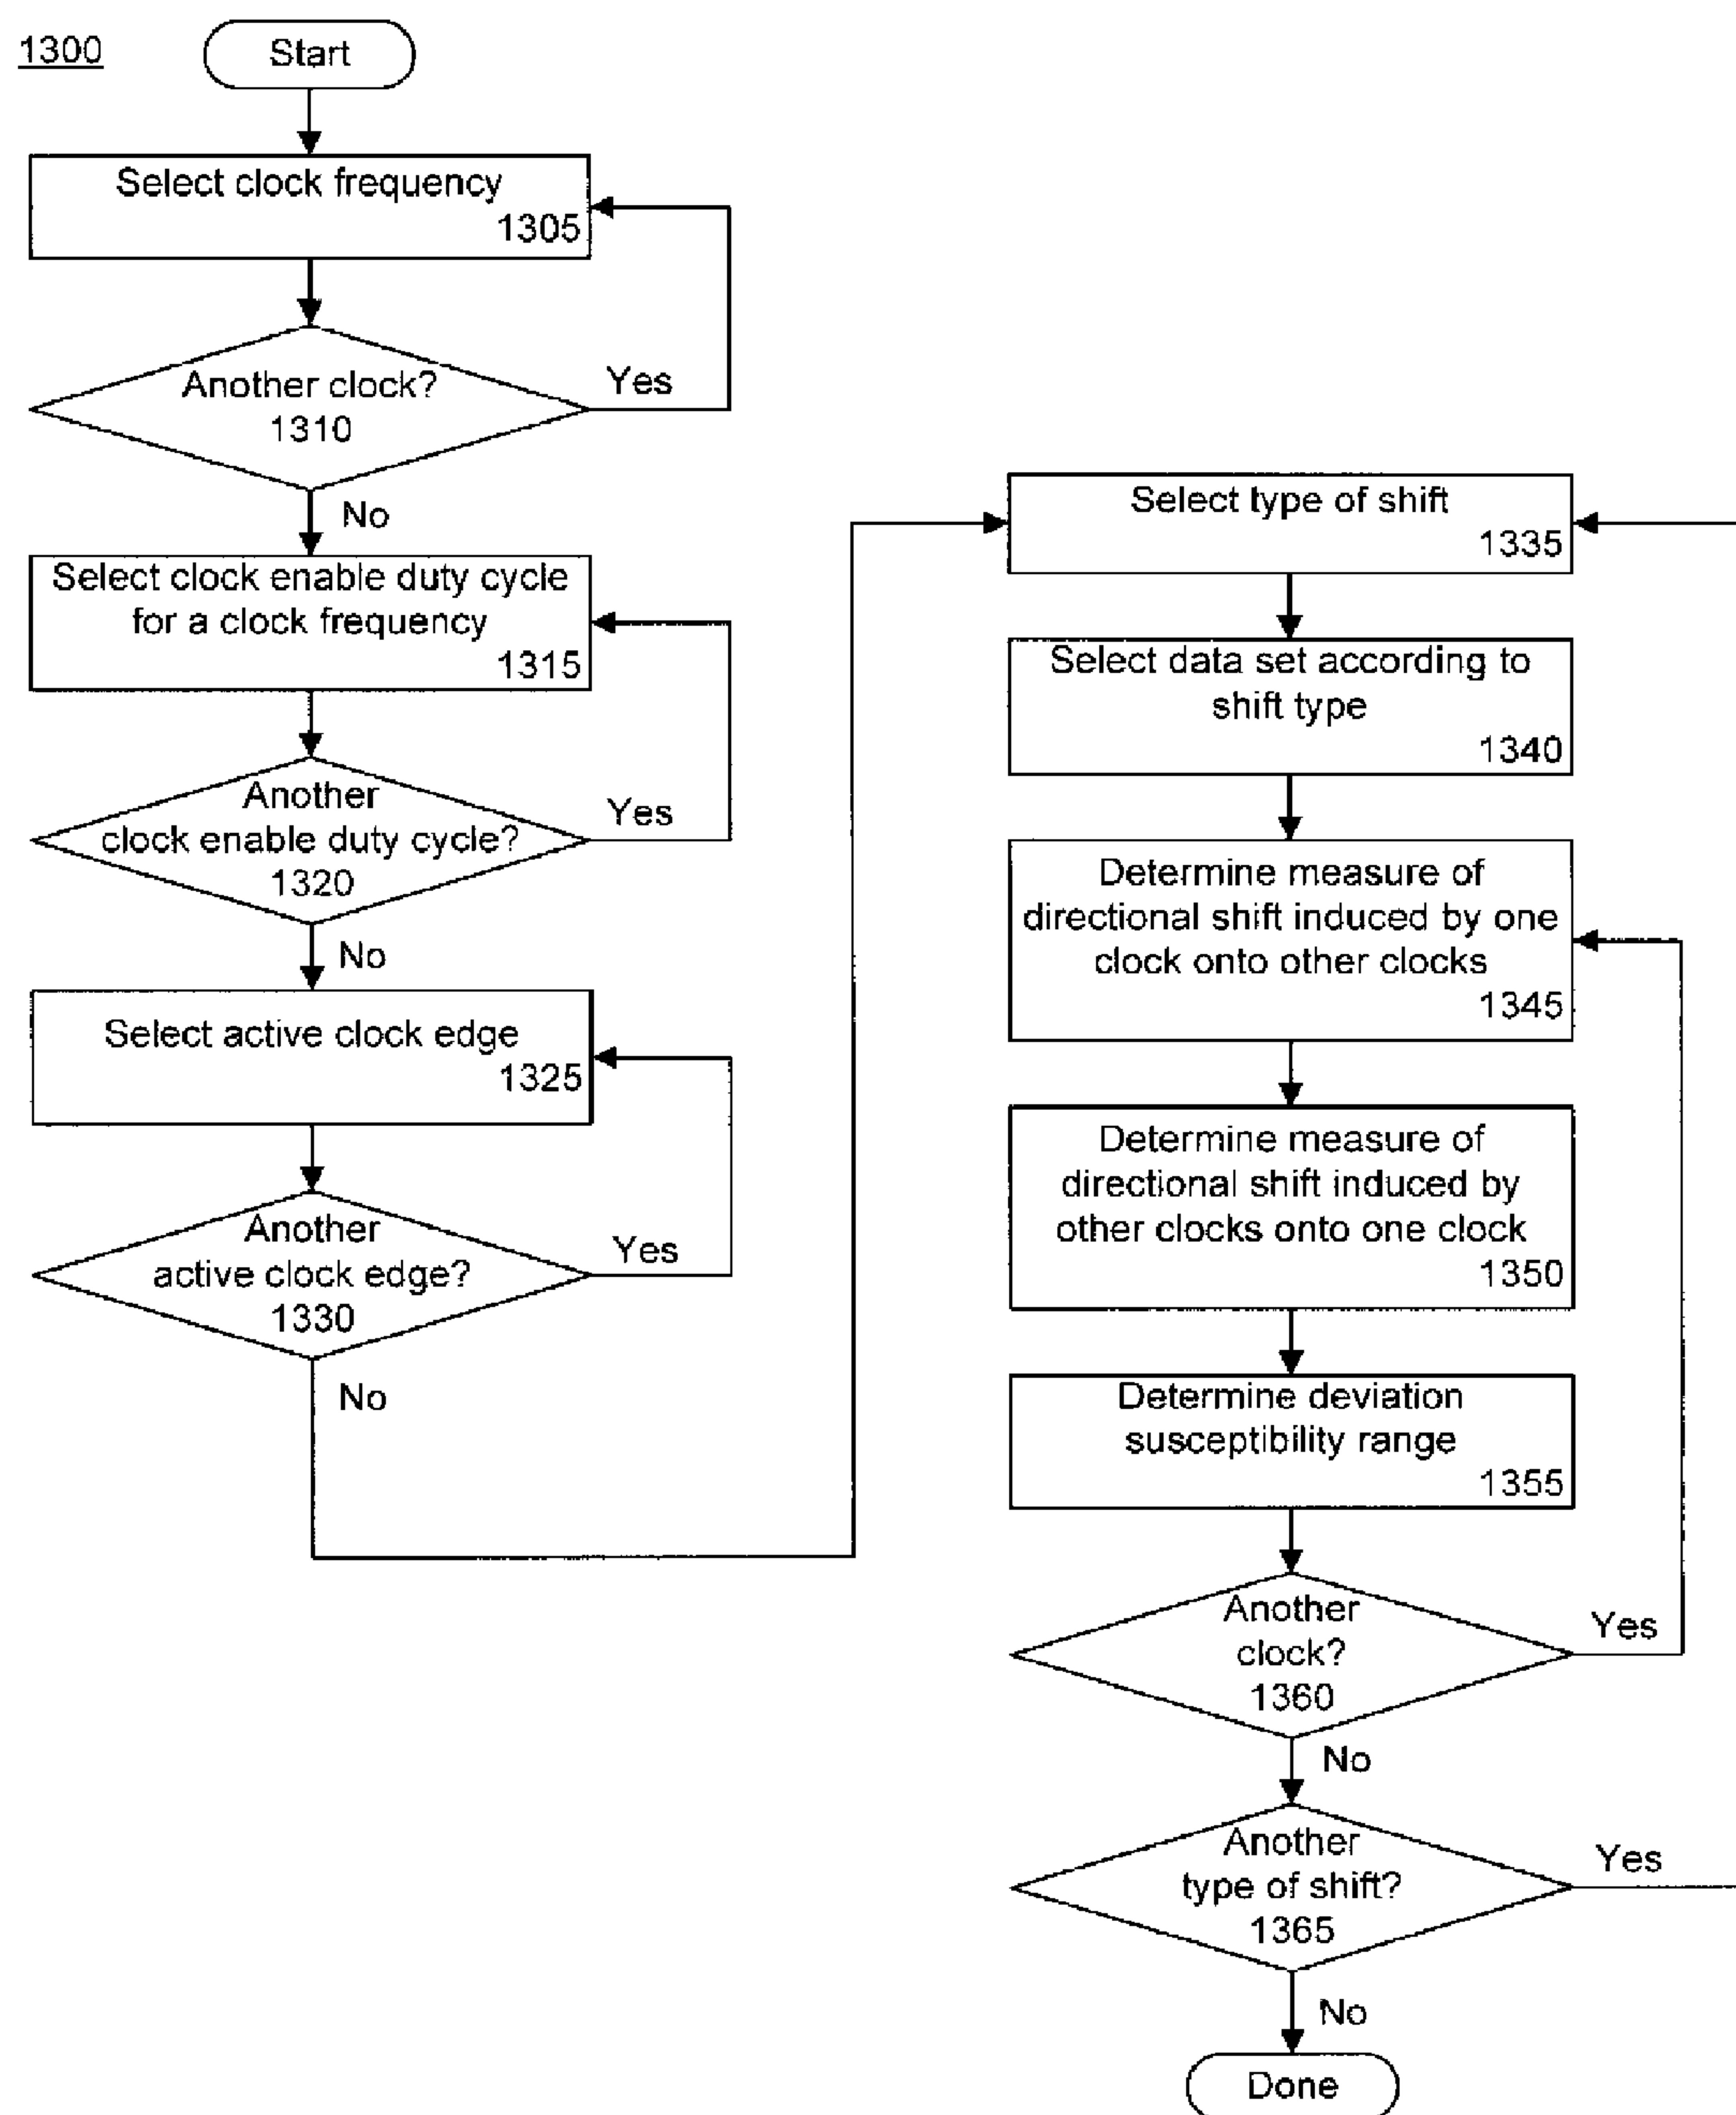 1300
Start
Select clock frequency
1305
Another clock?
1310
Yes
No
Select clock enable duty cycle
for a clock frequency
1315
Another
clock enable duty cycle?
1320
Yes
No
Select active clock edge
1325
Another
active clock edge?
1330
Yes
No
Select type of shift
1335
Select data set according to
shift type
1340
Determine measure of
directional shift induced by one
clock onto other clocks
1345
Determine measure of
directional shift induced by
other clocks onto one clock
1350
Determine deviation
susceptibility range
1355
Another
clock?
1360
Yes
No
Another
type of shift?
1365
Yes
No
Done